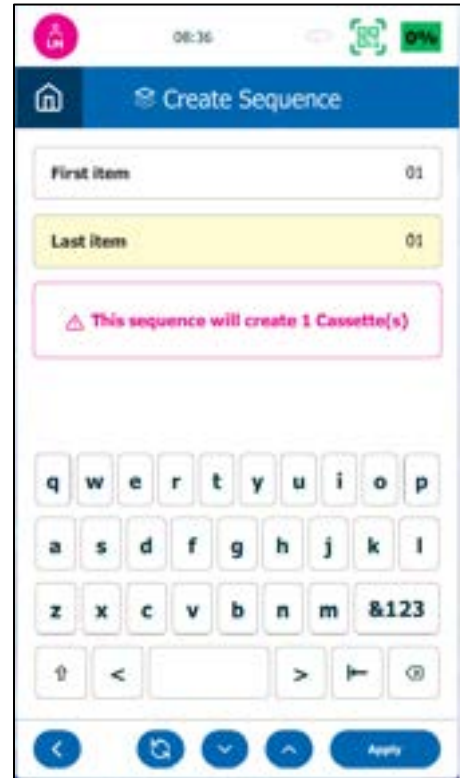 LM 08:36 0%
Create Sequence
First item 01
Last item 01
This sequence will create 1 Cassette(s)
q w e r t y u i o p
a s d f g h j k l
z x c v b n m &123
< >
Apply